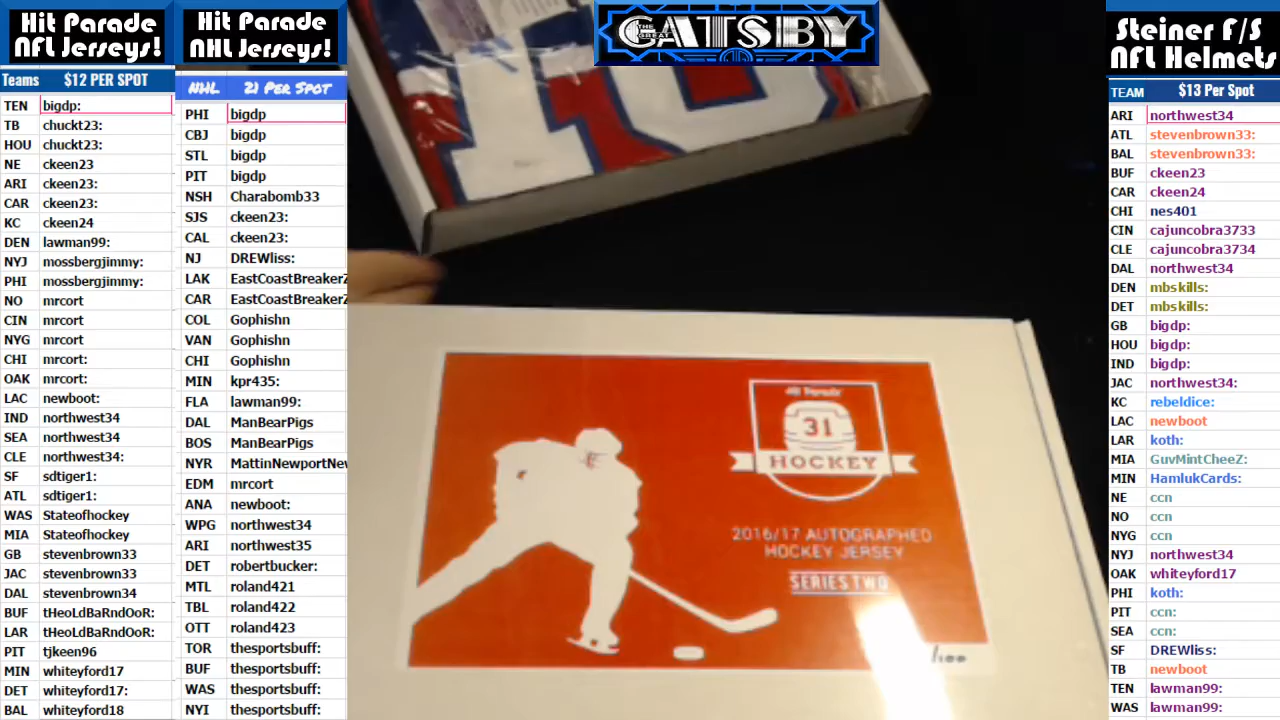 Hit Parade
NFL Jerseys!
Teams $12 PER SPOT
TEN bigdp:
TB chuckt23:
HOU chuckt23:
NE ckeen23
ARI ckeen23:
CAR ckeen23:
KC ckeen24
DEN lawman99:
NYJ mossbergjimmy:
PHI mossbergjimmy:
NO mrcort
CIN mrcort
NYG mrcort
CHI mrcort:
OAK mrcort:
LAC newboot:
IND northwest34
SEA northwest34
CLE northwest34:
SF sdtiger1:
ATL sdtiger1:
WAS Stateofhockey
MIA Stateofhockey
GB stevenbrown33
JAC stevenbrown33
DAL stevenbrown34
BUF tHeoLdBaRndOoR:
LAR tHeoLdBaRndOoR:
PIT tjkeen96
MIN whiteyford17
DET whiteyford17:
BAL whiteyford18
Hit Parade
NHL Jerseys!
NHL 21 Per Spot
PHI bigdp
CBJ bigdp
STL bigdp
PIT bigdp
NSH Charabomb33
SJS ckeen23:
CAL ckeen23:
NJ DREWliss:
LAK EastCoastBreakerZ
CAR EastCoastBreakerZ
COL Gophishn
VAN Gophishn
CHI Gophishn
MIN kpr435:
FLA lawman99:
DAL ManBearPigs
BOS ManBearPigs
NYR MattinNewportNew
EDM mrcort
ANA newboot:
WPG northwest34
ARI northwest35
DET robertbucker:
MTL roland421
TBL roland422
OTT roland423
TOR thesportsbuff:
BUF thesportsbuff:
WAS thesportsbuff:
NYI thesportsbuff:
THE GREAT
GATSBY
Hit Parade
31
HOCKEY
2016/17 AUTOGRAPHED
HOCKEY JERSEY
SERIES TWO
/100
Steiner F/S
NFL Helmets
TEAM $13 Per Spot
ARI northwest34
ATL stevenbrown33:
BAL stevenbrown33:
BUF ckeen23
CAR ckeen24
CHI nes401
CIN cajuncobra3733
CLE cajuncobra3734
DAL northwest34
DEN mbskills:
DET mbskills:
GB bigdp:
HOU bigdp:
IND bigdp:
JAC northwest34:
KC rebeldice:
LAC newboot
LAR koth:
MIA GuvMintCheeZ:
MIN HamlukCards:
NE ccn
NO ccn
NYG ccn
NYJ northwest34
OAK whiteyford17
PHI koth:
PIT ccn:
SEA ccn:
SF DREWliss:
TB newboot
TEN lawman99:
WAS lawman99: